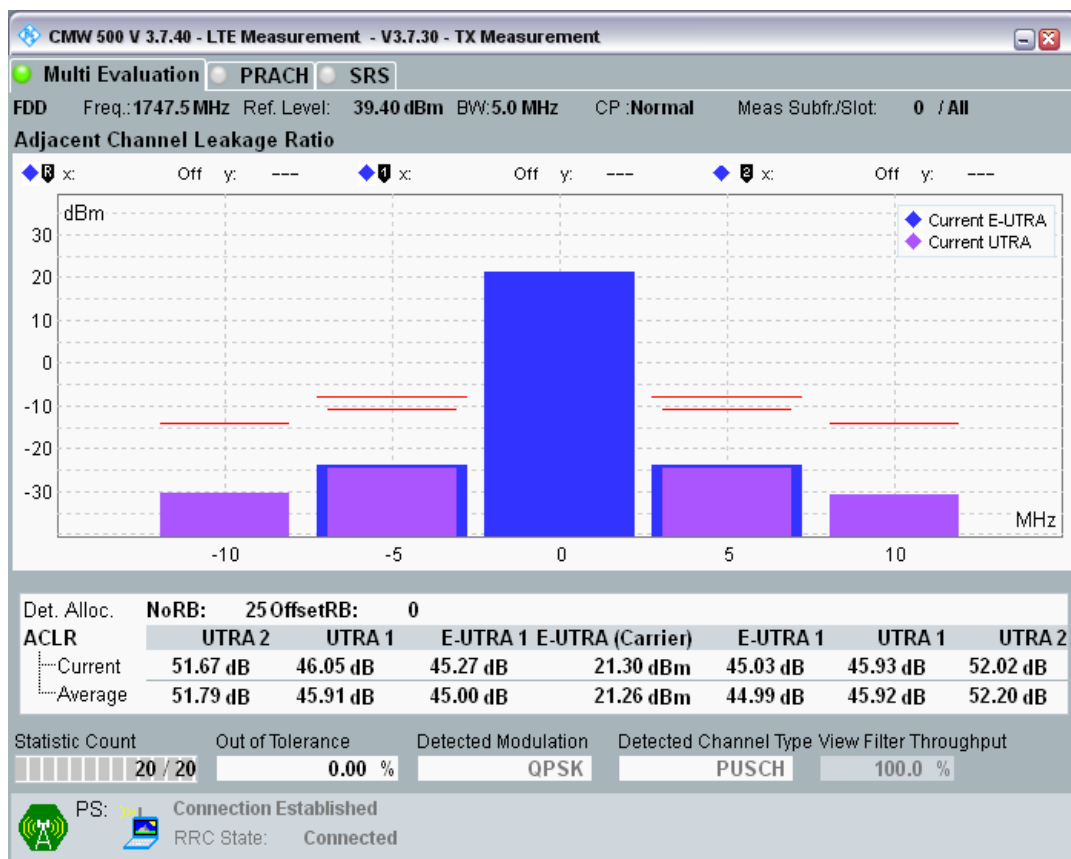 CMW 500 V 3.7.40 - LTE Measurement - V3.7.30 - TX Measurement
Multi Evaluation PRACH SRS
FDD Freq.: 1747.5 MHz Ref. Level: 39.40 dBm BW: 5.0 MHz CP : Normal Meas Subfr./Slot: 0 / All
Adjacent Channel Leakage Ratio
R x: Off y: --- 1 x: Off y: --- 2 x: Off y: ---
dBm
Current E-UTRA
Current UTRA
30
20
10
0
-10
-20
-30
MHz
-10 -5 0 5 10
Det. Alloc. NoRB: 25 OffsetRB: 0
ACLR UTRA 2 UTRA 1 E-UTRA 1 E-UTRA (Carrier) E-UTRA 1 UTRA 1 UTRA 2
Current 51.67 dB 46.05 dB 45.27 dB 21.30 dBm 45.03 dB 45.93 dB 52.02 dB
Average 51.79 dB 45.91 dB 45.00 dB 21.26 dBm 44.99 dB 45.92 dB 52.20 dB
Statistic Count Out of Tolerance Detected Modulation Detected Channel Type View Filter Throughput
20 / 20 0.00 % QPSK PUSCH 100.0 %
PS: Connection Established
RRC State: Connected